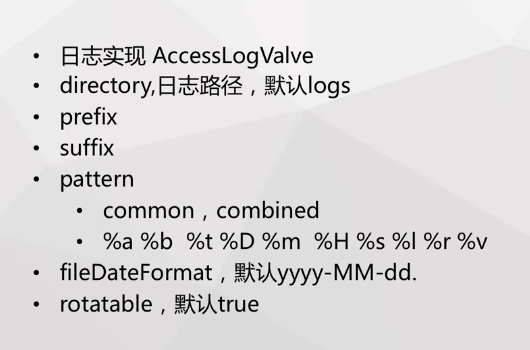 • 日志实现 AccessLogValve
• directory,日志路径，默认logs
• prefix
• suffix
• pattern
• common，combined
• %a %b %t %D %m %H %s %l %r %v
• fileDateFormat，默认yyyy-MM-dd.
• rotatable，默认true